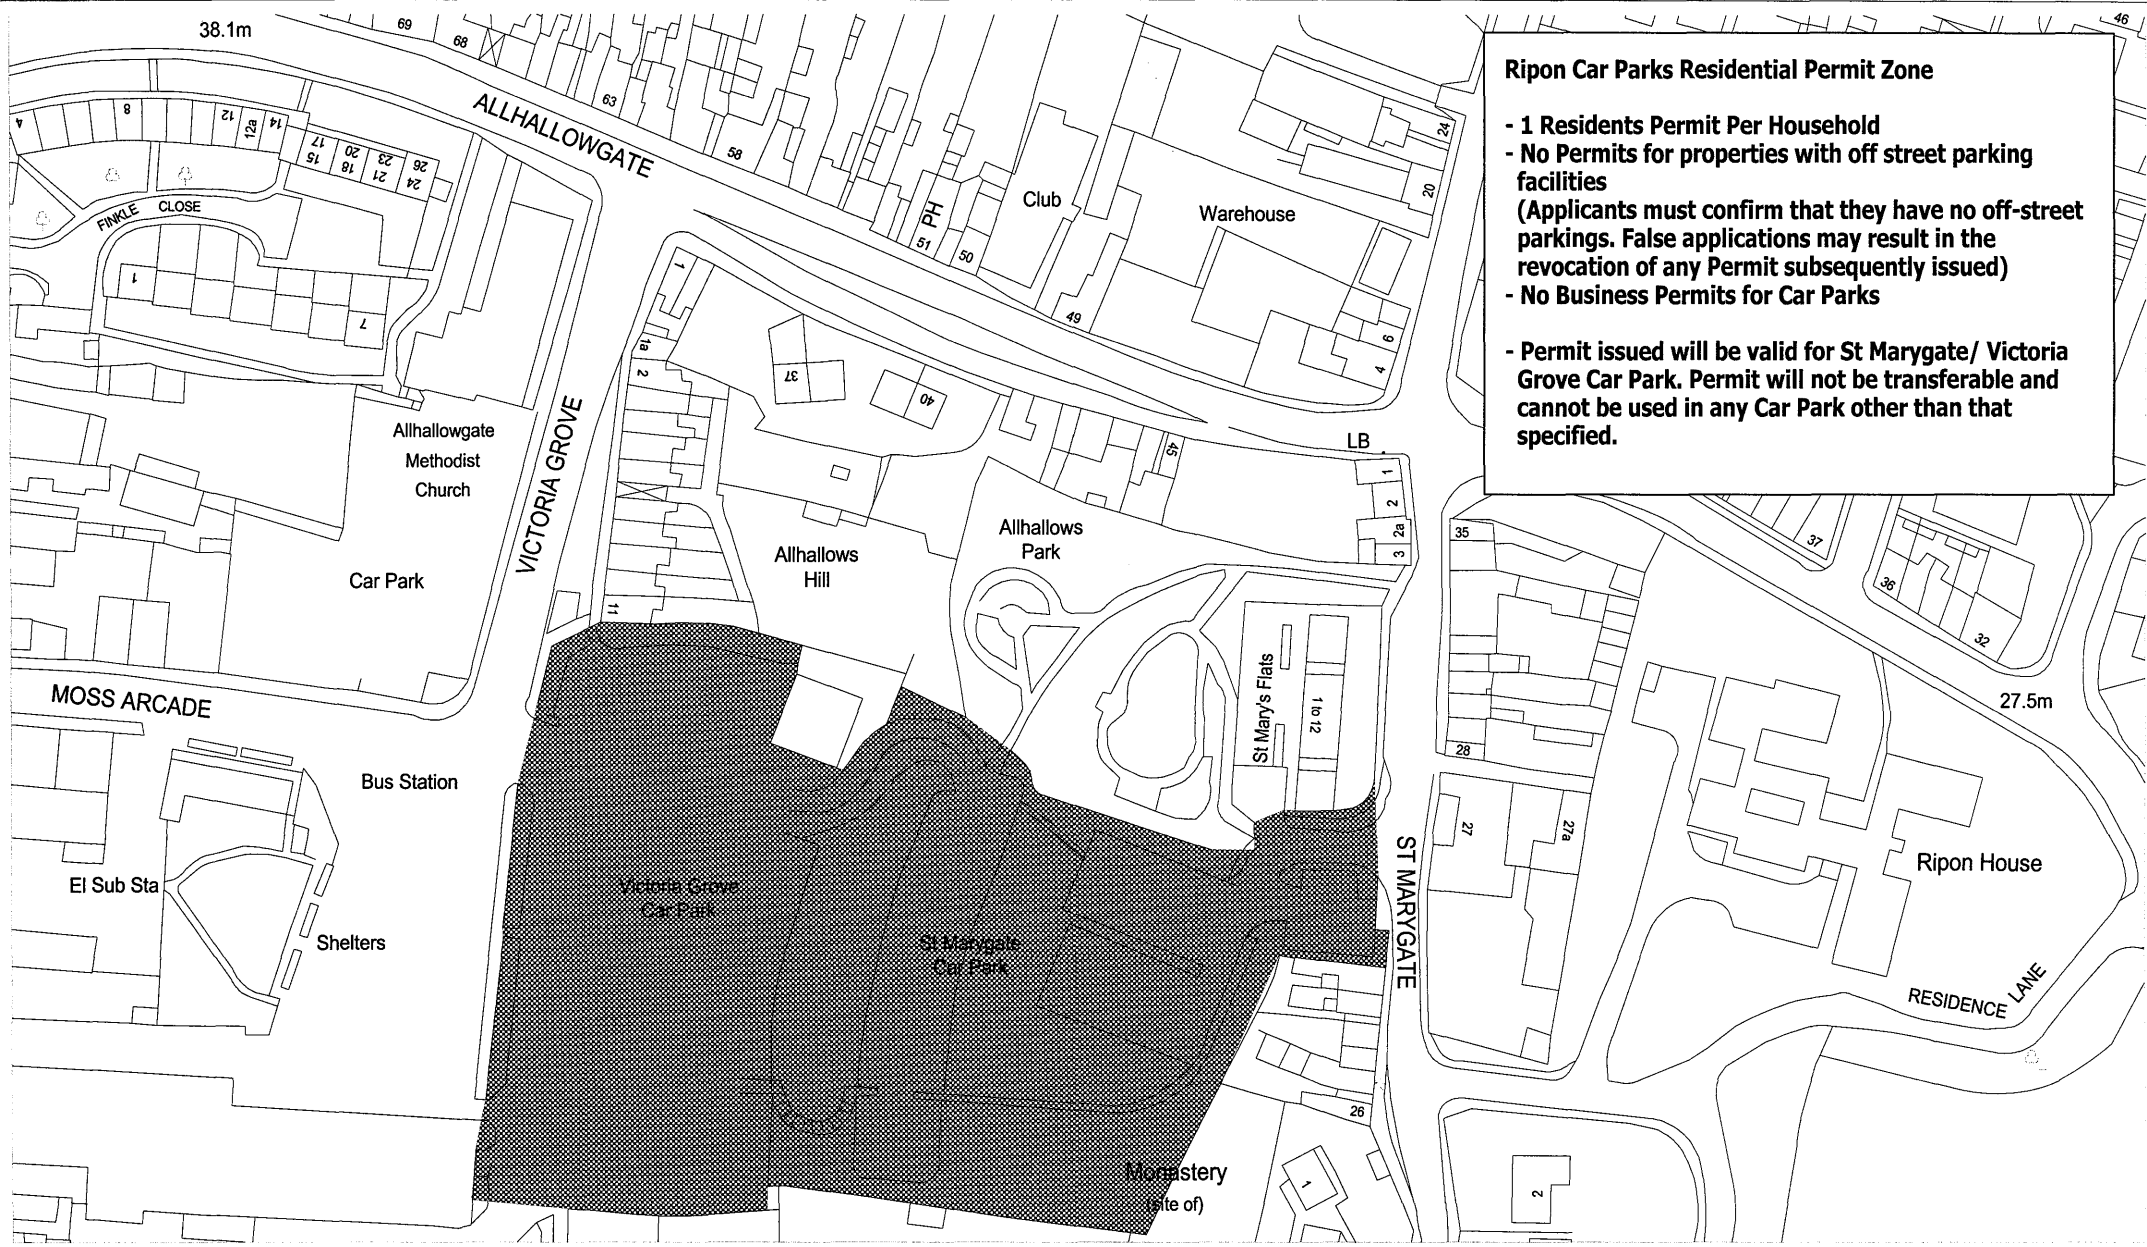 38.1m
69
68
63
58
ALLHALLOWGATE
46
Ripon Car Parks Residential Permit Zone
- 1 Residents Permit Per Household
- No Permits for properties with off street parking
facilities
(Applicants must confirm that they have no off-street
parkings. False applications may result in the
revocation of any Permit subsequently issued)
- No Business Permits for Car Parks
- Permit issued will be valid for St Marygate/ Victoria
Grove Car Park. Permit will not be transferable and
cannot be used in any Car Park other than that
specified.
4
8
12
12a
14
17
15
20
18
23
21
26
24
FINKLE CLOSE
1
7
PH
51
50
Club
Warehouse
24
20
49
6
4
1
1a
2
37
40
45
LB
1
2
2a
3
Allhallowgate
Methodist
Church
VICTORIA GROVE
Car Park
11
Allhallows
Hill
Allhallows
Park
35
37
36
32
27.5m
MOSS ARCADE
Bus Station
St Mary's Flats
1 to 12
28
27
27a
El Sub Sta
Shelters
Victoria Grove
Car Park
St Marygate
Car Park
ST MARYGATE
Ripon House
RESIDENCE LANE
26
Monastery
(site of)
1
2